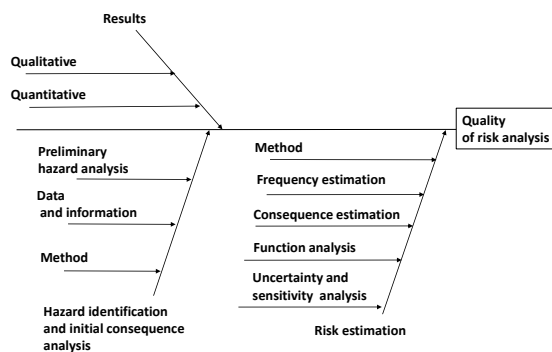 Results
Qualitative
Quantitative
Quality
of risk analysis
Preliminary
hazard analysis
Data
and information
Method
Hazard identification
and initial consequence
analysis
Method
Frequency estimation
Consequence estimation
Function analysis
Uncertainty and
sensitivity analysis
Risk estimation